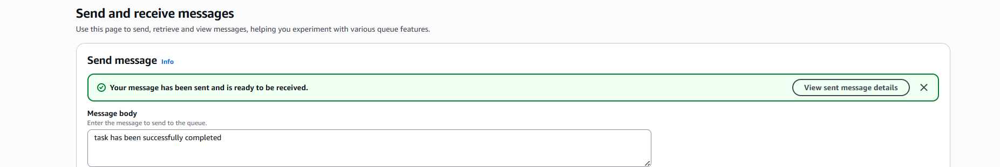 Send and receive messages
Use this page to send, retrieve and view messages, helping you experiment with various queue features.
Send message Info
Your message has been sent and is ready to be received. View sent message details
Message body
Enter the message to send to the queue.
task has been successfully completed